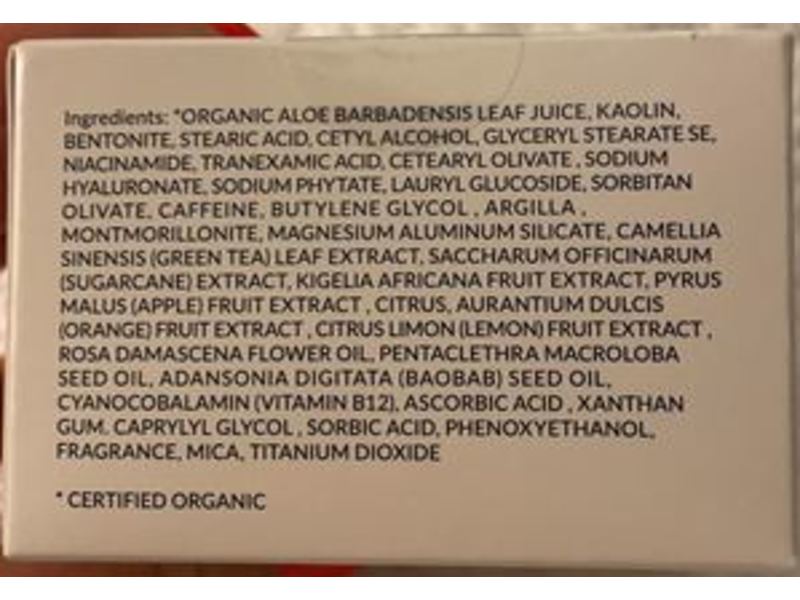 Ingredients: *ORGANIC ALOE BARBADENSIS LEAF JUICE, KAOLIN,
BENTONITE, STEARIC ACID, CETYL ALCOHOL, GLYCERYL STEARATE SE,
NIACINAMIDE, TRANEXAMIC ACID, CETEARYL OLIVATE , SODIUM
HYALURONATE, SODIUM PHYTATE, LAURYL GLUCOSIDE, SORBITAN
OLIVATE, CAFFEINE, BUTYLENE GLYCOL , ARGILLA ,
MONTMORILLONITE, MAGNESIUM ALUMINUM SILICATE, CAMELLIA
SINENSIS (GREEN TEA) LEAF EXTRACT, SACCHARUM OFFICINARUM
(SUGARCANE) EXTRACT, KIGELIA AFRICANA FRUIT EXTRACT, PYRUS
MALUS (APPLE) FRUIT EXTRACT , CITRUS, AURANTIUM DULCIS
(ORANGE) FRUIT EXTRACT , CITRUS LIMON (LEMON) FRUIT EXTRACT ,
ROSA DAMASCENA FLOWER OIL, PENTACLETHRA MACROLOBA
SEED OIL, ADANSONIA DIGITATA (BAOBAB) SEED OIL,
CYANOCOBALAMIN (VITAMIN B12), ASCORBIC ACID , XANTHAN
GUM. CAPRYLYL GLYCOL , SORBIC ACID, PHENOXYETHANOL,
FRAGRANCE, MICA, TITANIUM DIOXIDE
* CERTIFIED ORGANIC